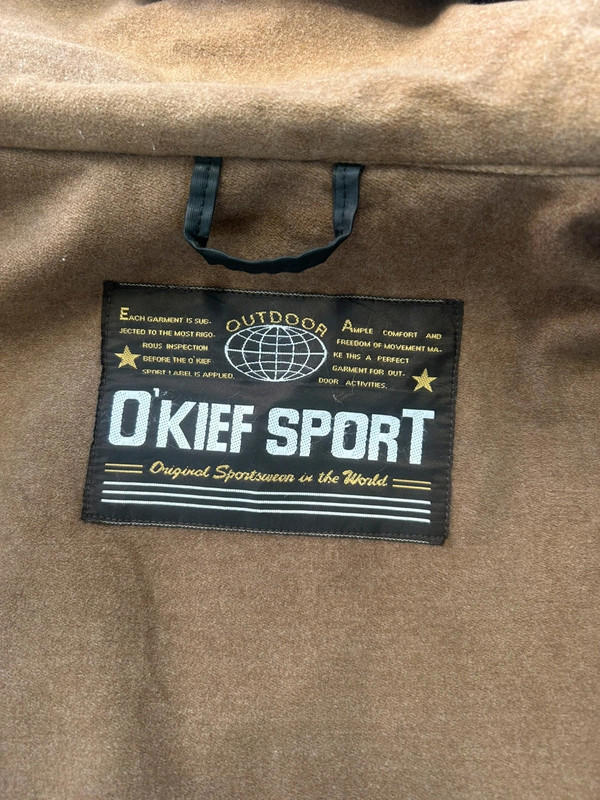 OUTDOOR
EACH GARMENT IS SUB-
JECTED TO THE MOST RIGO-
ROUS INSPECTION
BEFORE THE O'KIEF
SPORT LABEL IS APPLIED.
AMPLE COMFORT AND
FREEDOM OF MOVEMENT MA-
KE THIS A PERFECT
GARMENT FOR OUT-
DOOR ACTIVITIES.
O'KIEF SPORT
Original Sportswear in the World